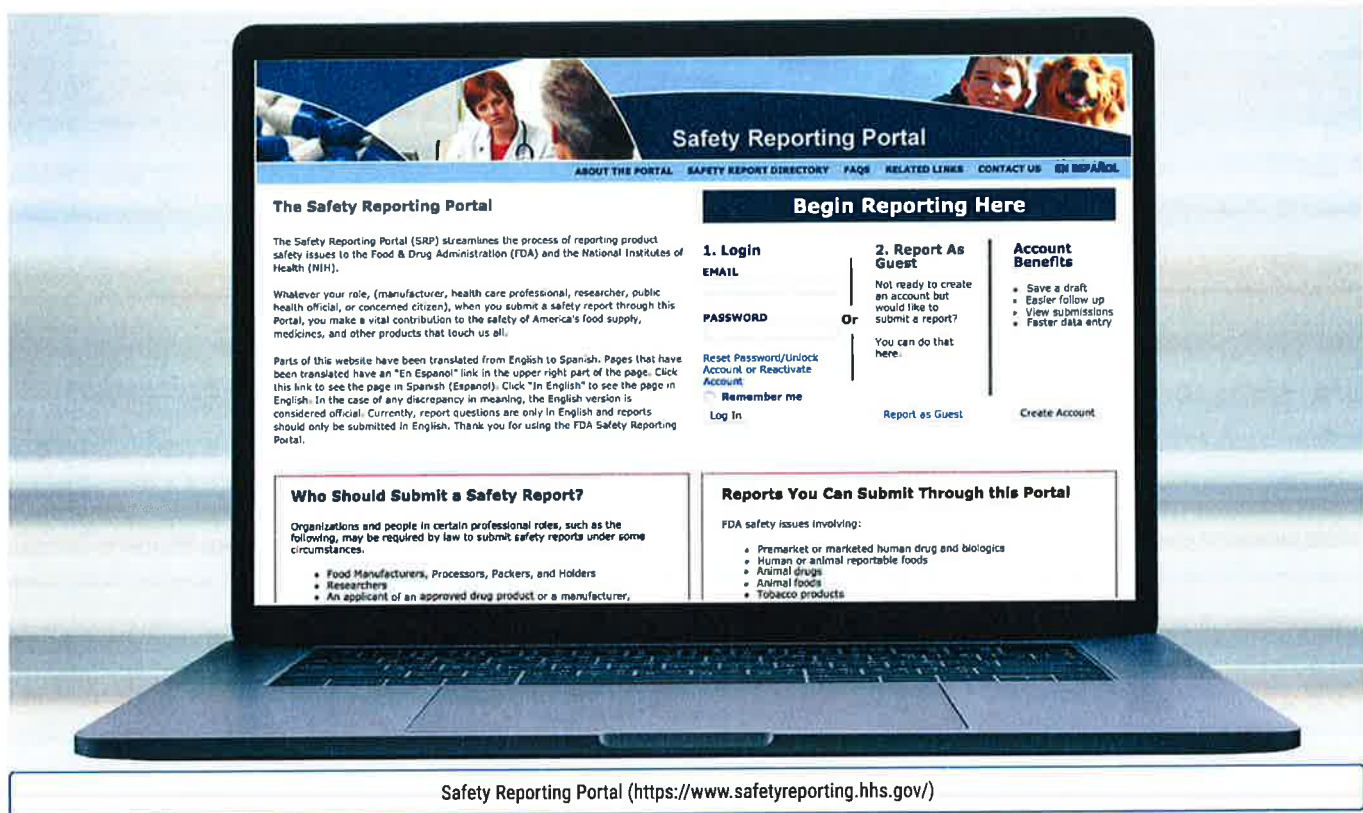 Safety Reporting Portal
ABOUT THE PORTAL SAFETY REPORT DIRECTORY FAQS RELATED LINKS CONTACT US EN ESPAÑOL
The Safety Reporting Portal
The Safety Reporting Portal (SRP) streamlines the process of reporting product
safety issues to the Food & Drug Administration (FDA) and the National Institutes of
Health (NIH).
Whatever your role, (manufacturer, health care professional, researcher, public
health official, or concerned citizen), when you submit a safety report through this
Portal, you make a vital contribution to the safety of America's food supply,
medicines, and other products that touch us all.
Parts of this website have been translated from English to Spanish. Pages that have
been translated have an "En Espanol" link in the upper right part of the page. Click
this link to see the page in Spanish (Espanol). Click "In English" to see the page in
English. In the case of any discrepancy in meaning, the English version is
considered official. Currently, report questions are only in English and reports
should only be submitted in English. Thank you for using the FDA Safety Reporting
Portal.
Begin Reporting Here
1. Login
EMAIL
PASSWORD
Reset Password/Unlock
Account or Reactivate
Account
Remember me
Log In
Or
2. Report As
Guest
Not ready to create
an account but
would like to
submit a report?
You can do that
here.
Report as Guest
Account
Benefits
• Save a draft
• Easier follow up
• View submissions
• Faster data entry
Create Account
Who Should Submit a Safety Report?
Organizations and people in certain professional roles, such as the
following, may be required by law to submit safety reports under some
circumstances.
• Food Manufacturers, Processors, Packers, and Holders
• Researchers
• An applicant of an approved drug product or a manufacturer,
Reports You Can Submit Through this Portal
FDA safety issues involving:
• Premarket or marketed human drug and biologics
• Human or animal reportable foods
• Animal drugs
• Animal foods
• Tobacco products
Safety Reporting Portal (https://www.safetyreporting.hhs.gov/)